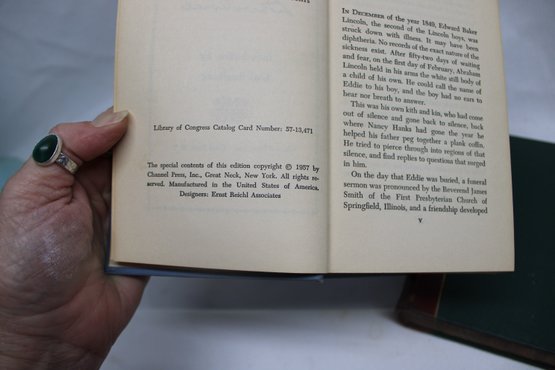 Library of Congress Catalog Card Number: 57-13,471
The special contents of this edition copyright © 1957 by
Channel Press, Inc., Great Neck, New York. All rights re-
served. Manufactured in the United States of America.
Designers: Ernst Reichl Associates
In December of the year 1849, Edward Baker
Lincoln, the second of the Lincoln boys, was
struck down with illness. It may have been
diphtheria. No records of the exact nature of the
sickness exist. After fifty-two days of waiting
and fear, on the first day of February, Abraham
Lincoln held in his arms the white still body of
a child of his own. He could call the name of
Eddie to his boy, and the boy had no ears to
hear nor breath to answer.
This was his own kith and kin, who had come
out of silence and gone back to silence, back
where Nancy Hanks had gone the year he
helped his father peg together a plank coffin.
He tried to pierce through into regions of that
silence, and find replies to questions that surged
in him.
On the day that Eddie was buried, a funeral
sermon was pronounced by the Reverend James
Smith of the First Presbyterian Church of
Springfield, Illinois, and a friendship developed
v